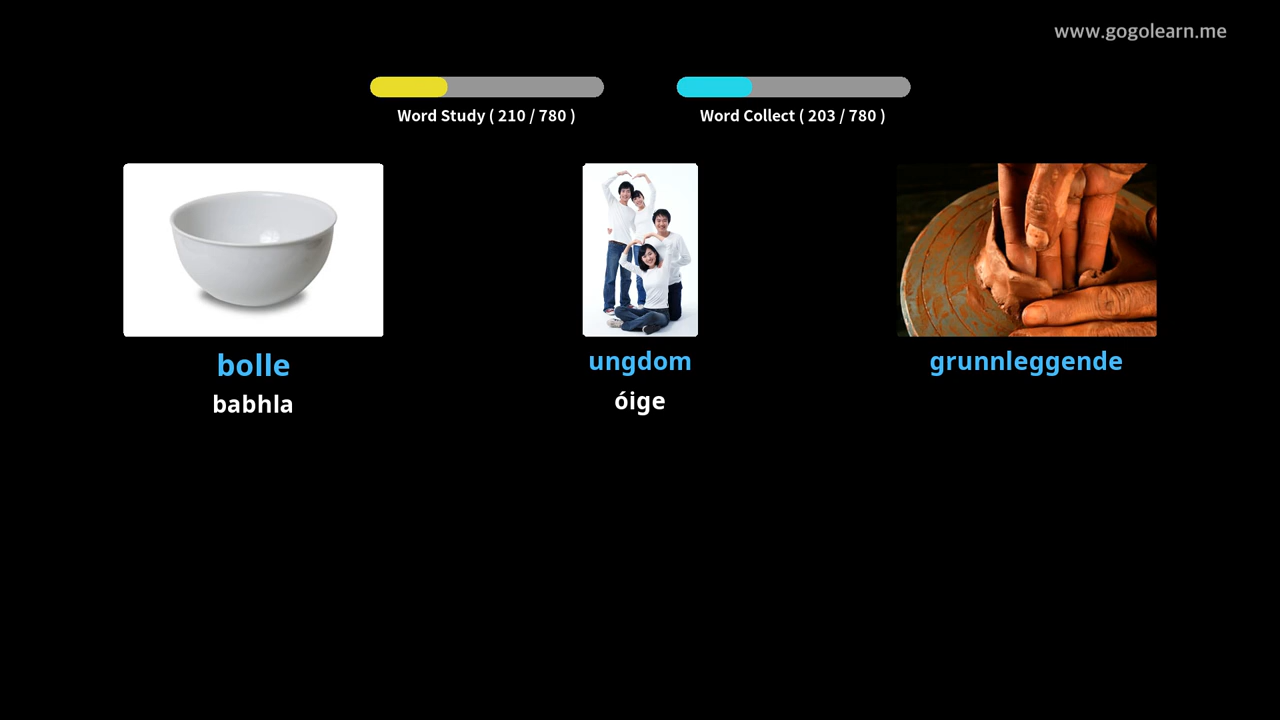 www.gogolearn.me
Word Study ( 210 / 780 )
Word Collect ( 203 / 780 )
bolle
babhla
ungdom
óige
grunnleggende